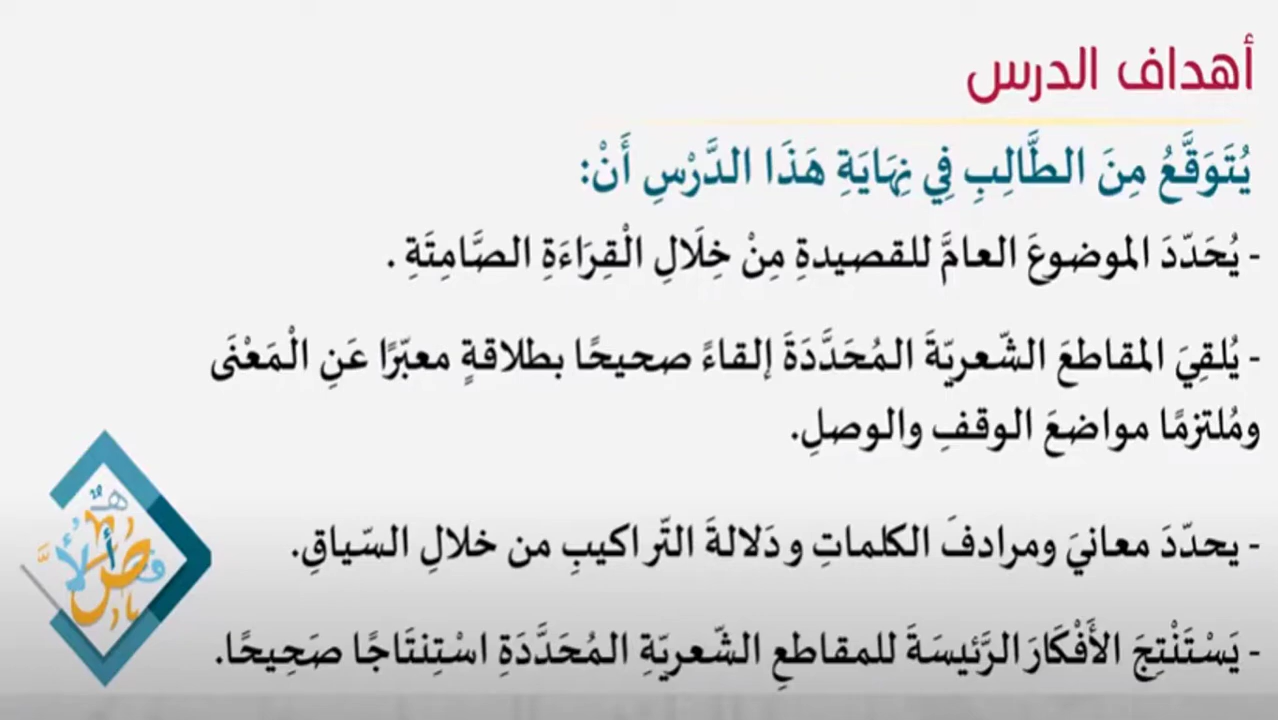 أهداف الدرس
يُتَوَقَّعُ مِنَ الطَّالِبِ فِي نِهَايَةِ هَذَا الدَّرْسِ أَنْ:
- يُحَدّدَ الموضوعَ العامَّ للقصيدةِ مِنْ خِلَالِ الْقِرَاءَةِ الصَّامِتَةِ .
- يُلقِيَ المقاطعَ الشّعريّةَ المُحَدَّدَةَ إلقاءً صحيحًا بطلاقةٍ معبّرًا عَنِ الْمَعْنَى
ومُلتزمًا مواضعَ الوقفِ والوصلِ.
- يحدّدَ معانيَ ومرادفَ الكلماتِ ودَلالةَ التّراكيبِ من خلالِ السّياقِ.
- يَسْتَنْتِجَ الأَفْكَارَ الرَّئِيسَةَ للمقاطعِ الشّعريّةِ المُحَدَّدَةِ اسْتِنتَاجًا صَحِيحًا.